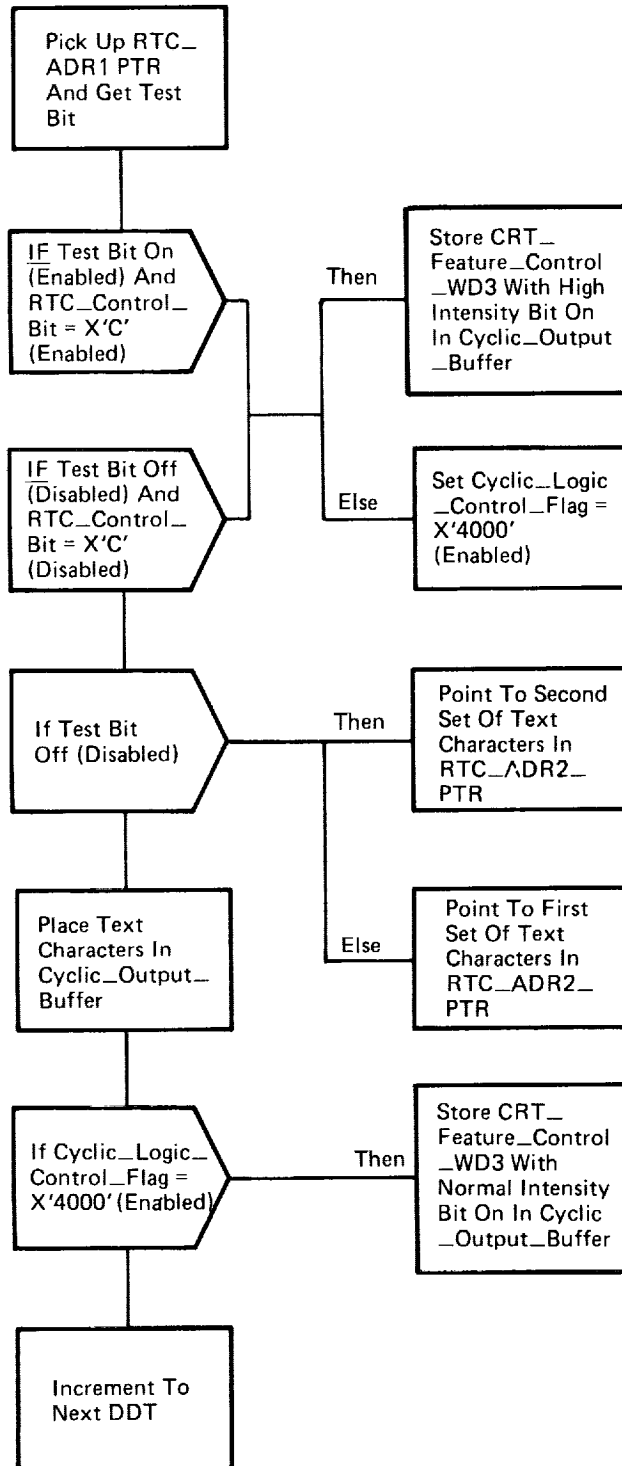 Pick Up RTC_
ADR1 PTR
And Get Test
Bit
IF Test Bit On
(Enabled) And
RTC_Control_
Bit = X'C'
(Enabled)
Then
Store CRT_
Feature_Control
_WD3 With High
Intensity Bit On
In Cyclic_Output
_Buffer
IF Test Bit Off
(Disabled) And
RTC_Control_
Bit = X'C'
(Disabled)
Else
Set Cyclic_Logic
_Control_Flag =
X'4000'
(Enabled)
If Test Bit
Off (Disabled)
Then
Point To Second
Set Of Text
Characters In
RTC_ADR2_
PTR
Else
Point To First
Set Of Text
Characters In
RTC_ADR2_
PTR
Place Text
Characters In
Cyclic_Output_
Buffer
If Cyclic_Logic_
Control_Flag =
X'4000' (Enabled)
Then
Store CRT_
Feature_Control
_WD3 With
Normal Intensity
Bit On In Cyclic
_Output_Buffer
Increment To
Next DDT